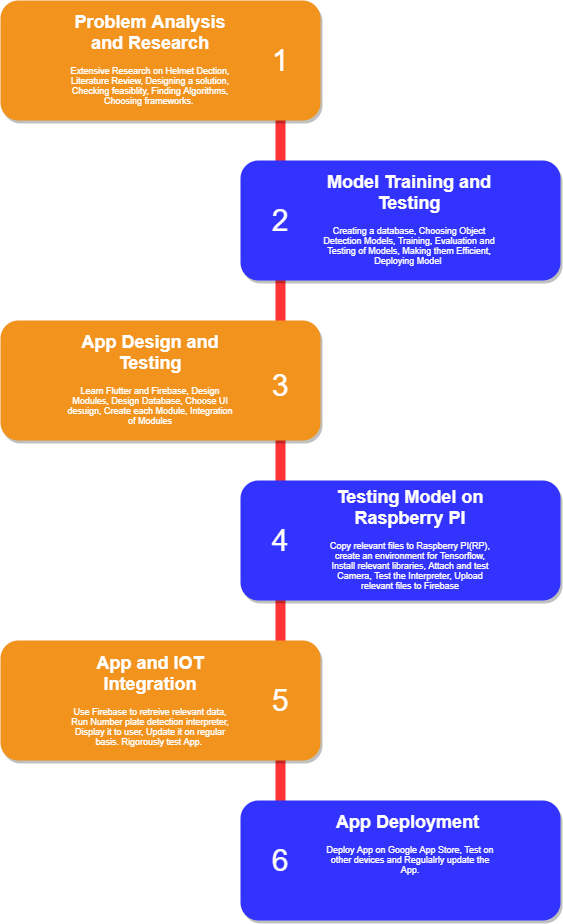 Problem Analysis
and Research
1
Extensive Research on Helmet Dection,
Literature Review, Designing a solution,
Checking feasiblity, Finding Algorithms,
Choosing frameworks.
Model Training and
Testing
2
Creating a database, Choosing Object
Detection Models, Training, Evaluation and
Testing of Models, Making them Efficient,
Deploying Model
App Design and
Testing
3
Learn Flutter and Firebase, Design
Modules, Design Database, Choose UI
desuign, Create each Module, Integration
of Modules
Testing Model on
Raspberry PI
4
Copy relevant files to Raspberry PI(RP),
create an environment for Tensorflow,
Install relevant libraries, Attach and test
Camera, Test the Interpreter, Upload
relevant files to Firebase
App and IOT
Integration
5
Use Firebase to retreive relevant data,
Run Number plate detection interpreter,
Display it to user, Update it on regular
basis. Rigorously test App.
App Deployment
6
Deploy App on Google App Store, Test on
other devices and Regulalrly update the
App.